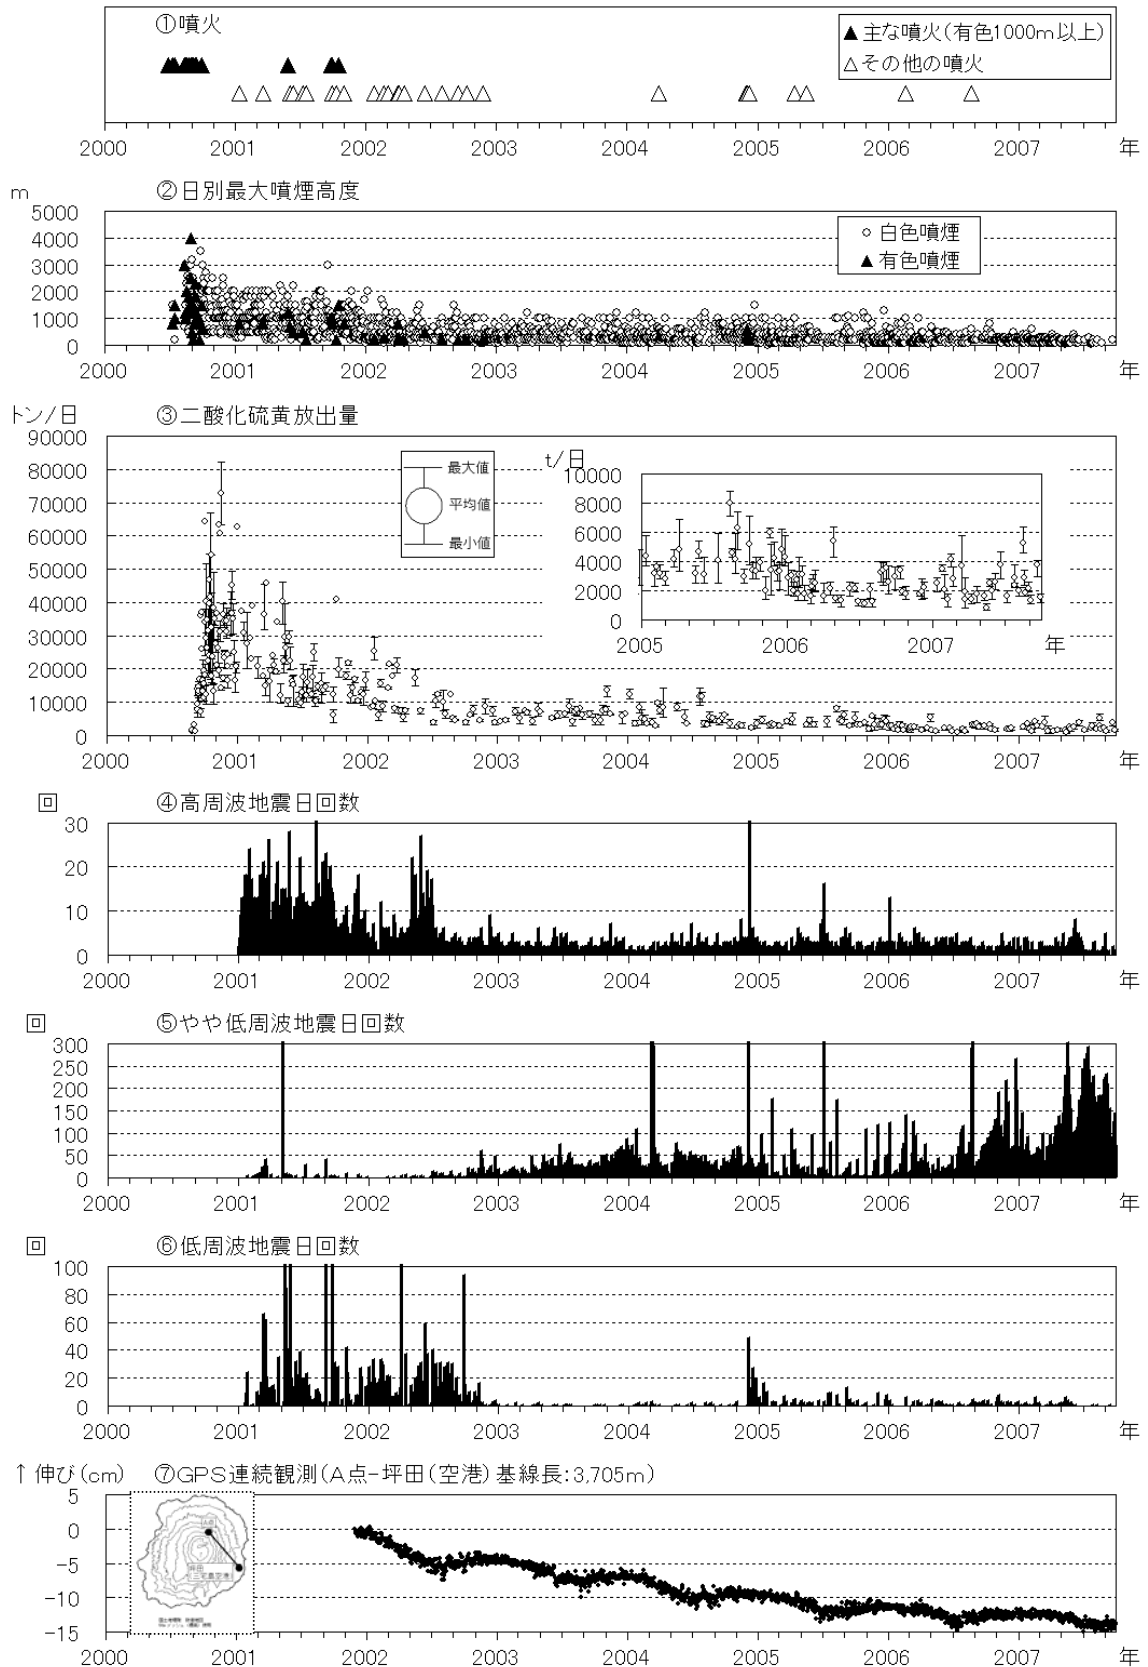 ①噴火
▲主な噴火(有色1000m以上)
△その他の噴火
2000 2001 2002 2003 2004 2005 2006 2007 年
m ②日別最大噴煙高度
5000
4000
3000
2000
1000
0
○ 白色噴煙
▲ 有色噴煙
2000 2001 2002 2003 2004 2005 2006 2007 年
トン/日 ③二酸化硫黄放出量
90000
80000
70000
60000
50000
40000
30000
20000
10000
0
最大値
平均値
最小値
t/日
10000
8000
6000
4000
2000
0
2005 2006 2007 年
2000 2001 2002 2003 2004 2005 2006 2007 年
回 ④高周波地震日回数
30
20
10
0
2000 2001 2002 2003 2004 2005 2006 2007 年
回 ⑤やや低周波地震日回数
300
250
200
150
100
50
0
2000 2001 2002 2003 2004 2005 2006 2007 年
回 ⑥低周波地震日回数
100
80
60
40
20
0
2000 2001 2002 2003 2004 2005 2006 2007 年
↑伸び(cm) ⑦GPS連続観測(A点-坪田(空港)基線長:3,705m)
5
0
-5
-10
-15
A点
坪田
(三宅島空港)
2000 2001 2002 2003 2004 2005 2006 2007 年